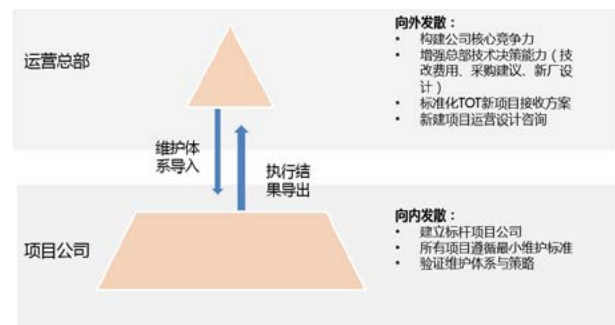 运营总部
向外发散：
• 构建公司核心竞争力
• 增强总部技术决策能力（技
改费用、采购建议、新厂设
计）
• 标准化TOT新项目接收方案
• 新建项目运营设计咨询
维护体
系导入
执行结
果导出
项目公司
向内发散：
• 建立标杆项目公司
• 所有项目遵循最小维护标准
• 验证维护体系与策略